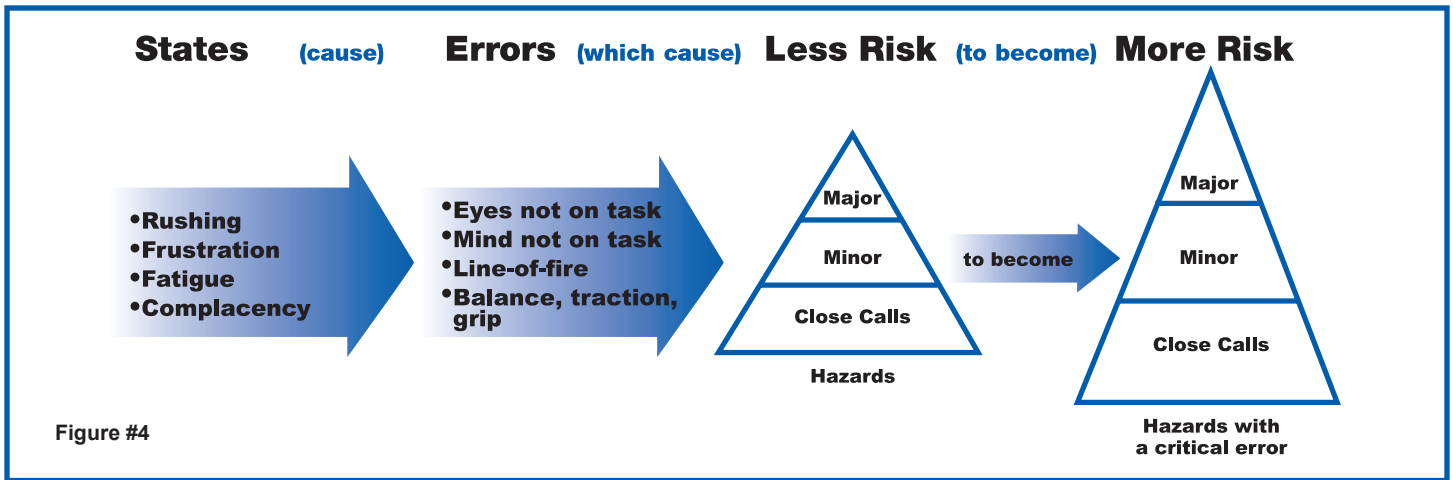 States (cause) Errors (which cause) Less Risk (to become) More Risk
•Rushing
•Frustration
•Fatigue
•Complacency
•Eyes not on task
•Mind not on task
•Line-of-fire
•Balance, traction,
grip
Major
Minor
Close Calls
Hazards
to become
Major
Minor
Close Calls
Hazards with
a critical error
Figure #4